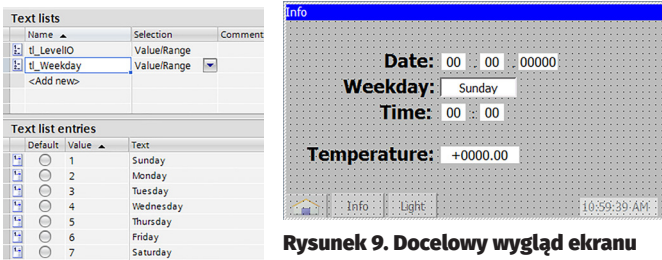 Text lists
Name Selection Comment
tl_LevelIO Value/Range
tl_Weekday Value/Range
<Add new>
Text list entries
Default Value Text
1 Sunday
2 Monday
3 Tuesday
4 Wednesday
5 Thursday
6 Friday
7 Saturday
Info
Date: 00 . 00 . 00000
Weekday: Sunday
Time: 00 : 00
Temperature: +0000.00
Info Light 10:59:39 AM
Rysunek 9. Docelowy wygląd ekranu